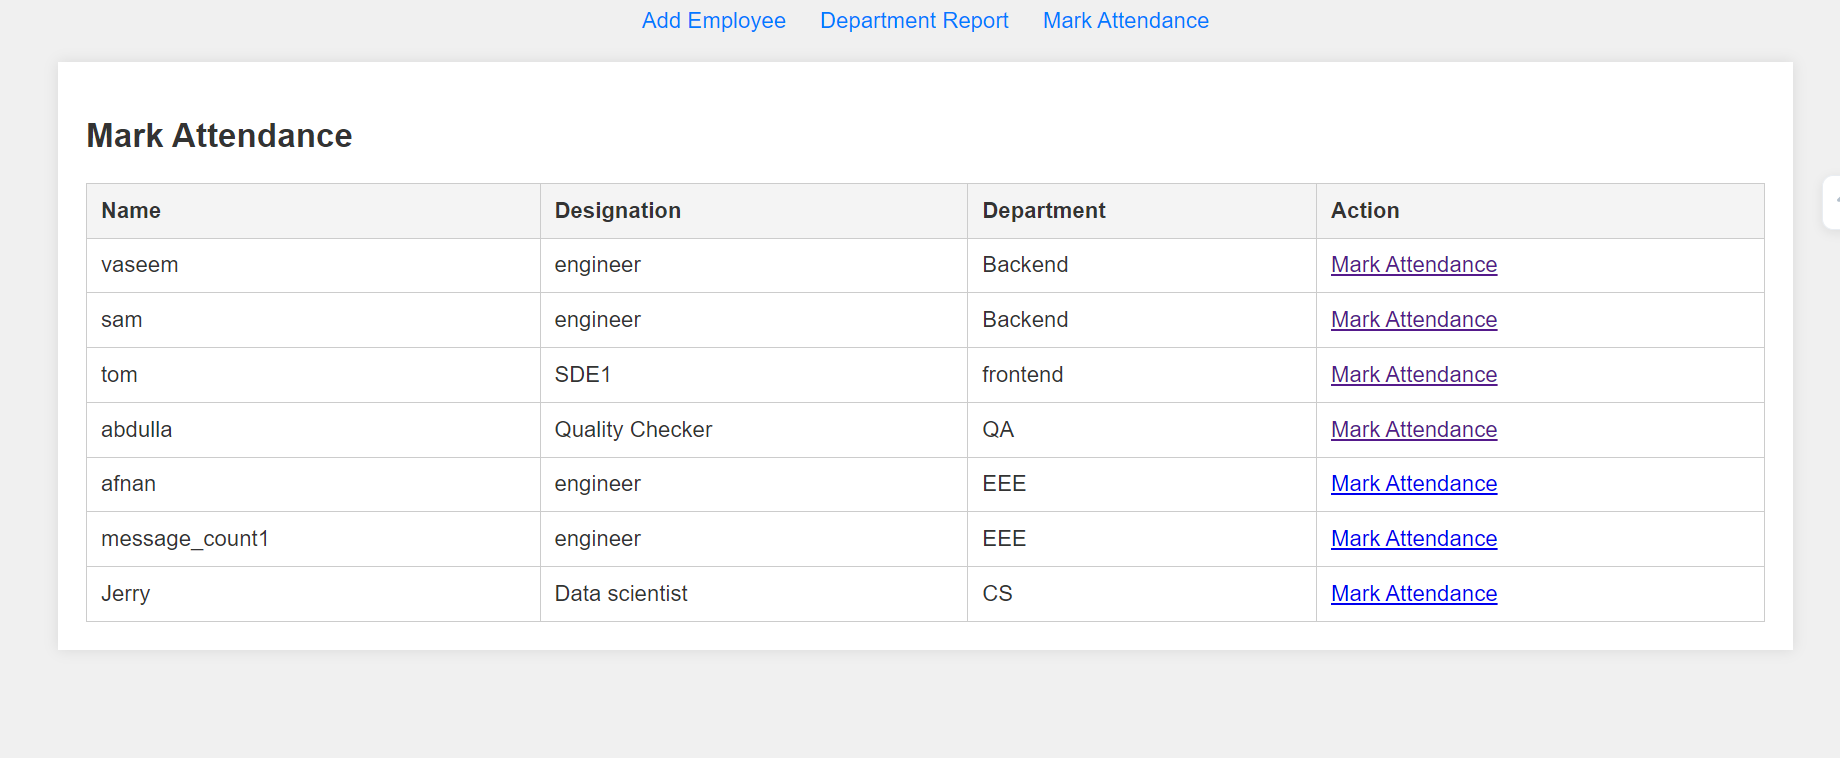 Add Employee Department Report Mark Attendance
Mark Attendance
Name Designation Department Action
vaseem engineer Backend Mark Attendance
sam engineer Backend Mark Attendance
tom SDE1 frontend Mark Attendance
abdulla Quality Checker QA Mark Attendance
afnan engineer EEE Mark Attendance
message_count1 engineer EEE Mark Attendance
Jerry Data scientist CS Mark Attendance